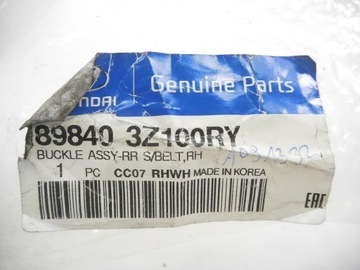 Genuine Parts
89840 3Z100RY
BUCKLE ASSY-RR S/BELT,RH
1 PC CC07 RHWH MADE IN KOREA
EAC